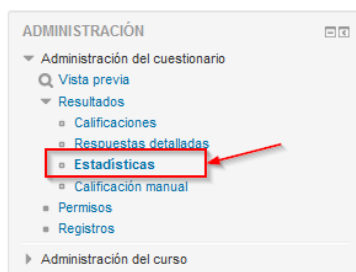 ADMINISTRACIÓN
Administración del cuestionario
Vista previa
Resultados
Calificaciones
Respuestas detalladas
Estadísticas
Calificación manual
Permisos
Registros
Administración del curso